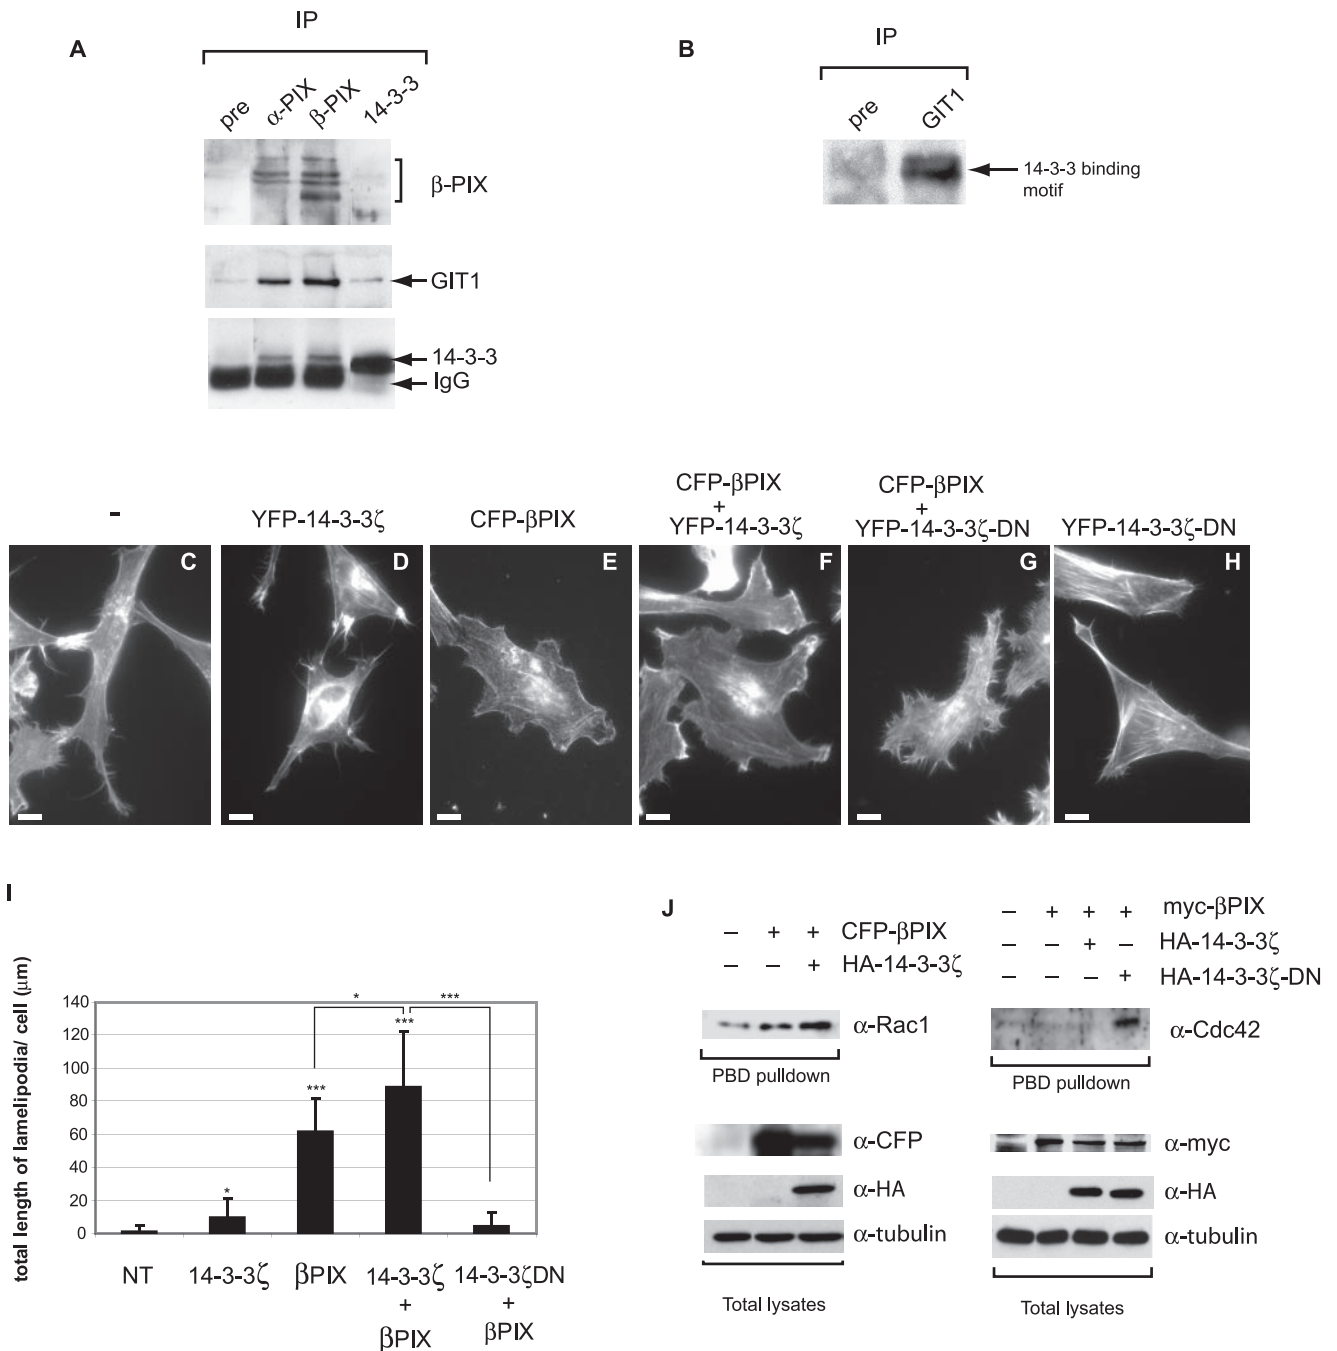 A
IP
pre
α-PIX
β-PIX
14-3-3
β-PIX
GIT1
14-3-3
IgG
B
IP
pre
GIT1
14-3-3 binding
motif
-
YFP-14-3-3ζ
CFP-βPIX
CFP-βPIX
+
YFP-14-3-3ζ
CFP-βPIX
+
YFP-14-3-3ζ-DN
YFP-14-3-3ζ-DN
C
D
E
F
G
H
I
total length of lamelipodia/ cell (μm)
140
120
100
80
60
40
20
0
*
***
***
***
*
NT
14-3-3ζ
βPIX
14-3-3ζ
+
βPIX
14-3-3ζDN
+
βPIX
J
– + + CFP-βPIX
– – + HA-14-3-3ζ
α-Rac1
PBD pulldown
α-CFP
α-HA
α-tubulin
Total lysates
– + + + myc-βPIX
– – + – HA-14-3-3ζ
– – – + HA-14-3-3ζ-DN
α-Cdc42
PBD pulldown
α-myc
α-HA
α-tubulin
Total lysates